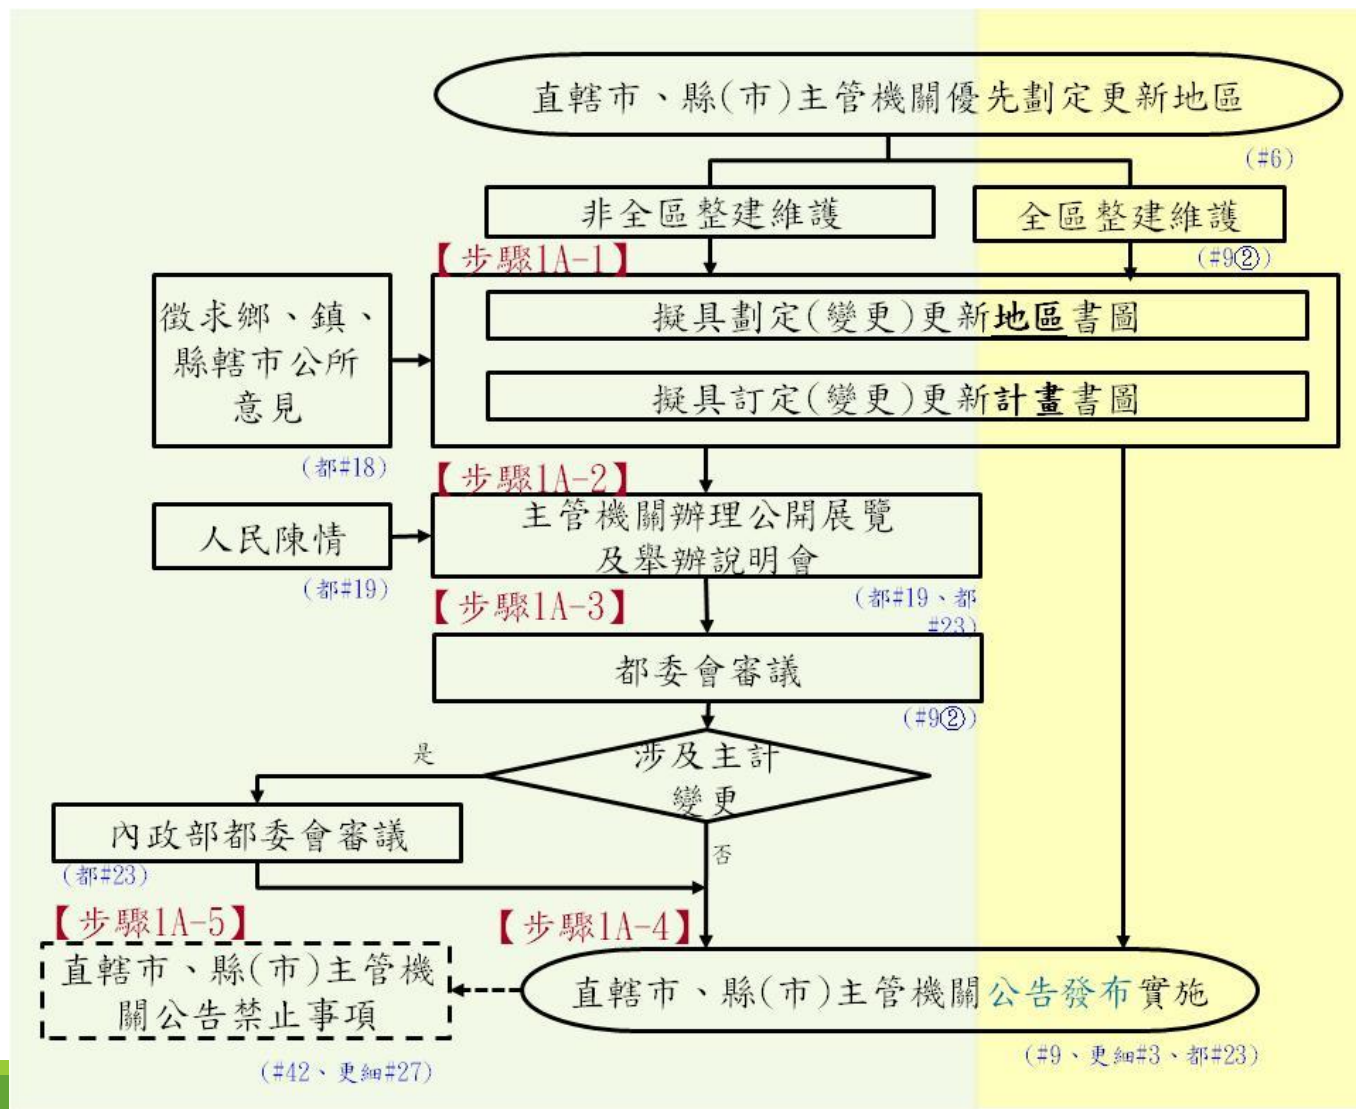 直轄市、縣(市)主管機關優先劃定更新地區
(#6)
非全區整建維護
全區整建維護
(#9②)
【步驟1A-1】
徵求鄉、鎮、
縣轄市公所
意見
(都#18)
擬具劃定(變更)更新地區書圖
擬具訂定(變更)更新計畫書圖
【步驟1A-2】
人民陳情
(都#19)
主管機關辦理公開展覽
及舉辦說明會
(都#19、都
#23)
【步驟1A-3】
都委會審議
(#9②)
涉及主計
變更
是
否
內政部都委會審議
(都#23)
【步驟1A-5】
【步驟1A-4】
直轄市、縣(市)主管機
關公告禁止事項
(#42、更細#27)
直轄市、縣(市)主管機關公告發布實施
(#9、更細#3、都#23)